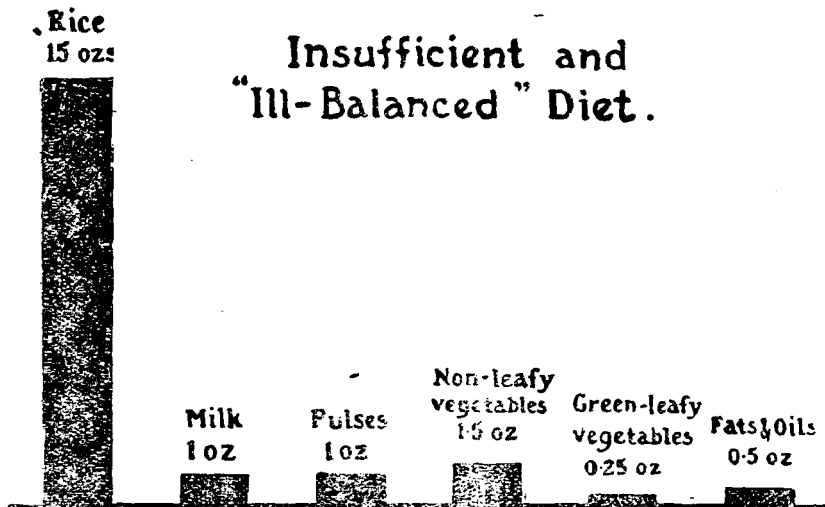 Rice
15 ozs
Insufficient and
"Ill-Balanced" Diet.
Milk
1 oz
Pulses
1 oz
Non-leafy
vegetables
1·5 oz
Green-leafy
vegetables
0·25 oz
Fats & Oils
0·5 oz